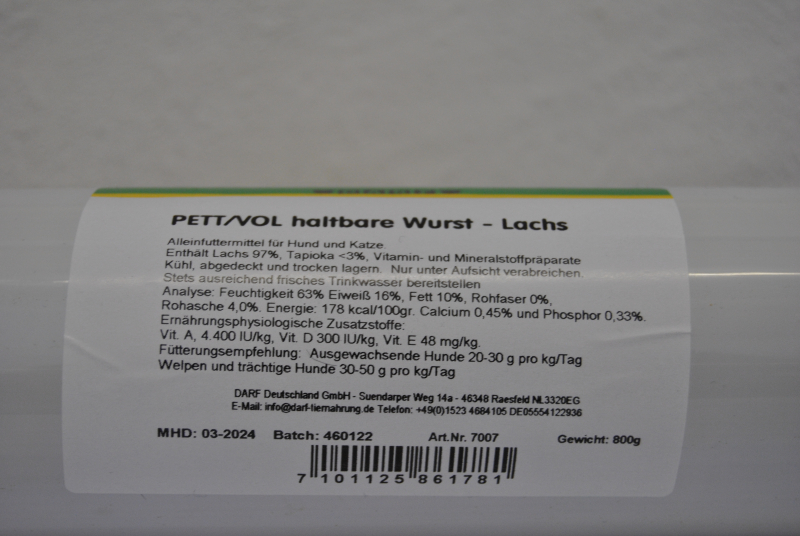 PETT/VOL haltbare Wurst - Lachs
Alleinfuttermittel für Hund und Katze
Enthält Lachs 97%, Tapioka <3%, Vitamin- und Mineralstoffpräparate
Kühl, abgedeckt und trocken lagern. Nur unter Aufsicht verabreichen.
Stets ausreichend frisches Trinkwasser bereitstellen
Analyse: Feuchtigkeit 63% Eiweiß 16%, Fett 10%, Rohfaser 0%,
Rohasche 4,0%. Energie: 178 kcal/100gr. Calcium 0,45% und Phosphor 0,33%.
Ernährungsphysiologische Zusatzstoffe:
Vit. A, 4.400 IU/kg, Vit. D 300 IU/kg, Vit. E 48 mg/kg.
Fütterungsempfehlung: Ausgewachsende Hunde 20-30 g pro kg/Tag
Welpen und trächtige Hunde 30-50 g pro kg/Tag
DARF Deutschland GmbH - Suendarper Weg 14a - 46348 Raesfeld NL3320EG
E-Mail: info@darf-tiernahrung.de Telefon: +49(0)1523 4684105 DE05554122936
MHD: 03-2024 Batch: 460122 Art.Nr. 7007 Gewicht: 800g
7 101125 861781